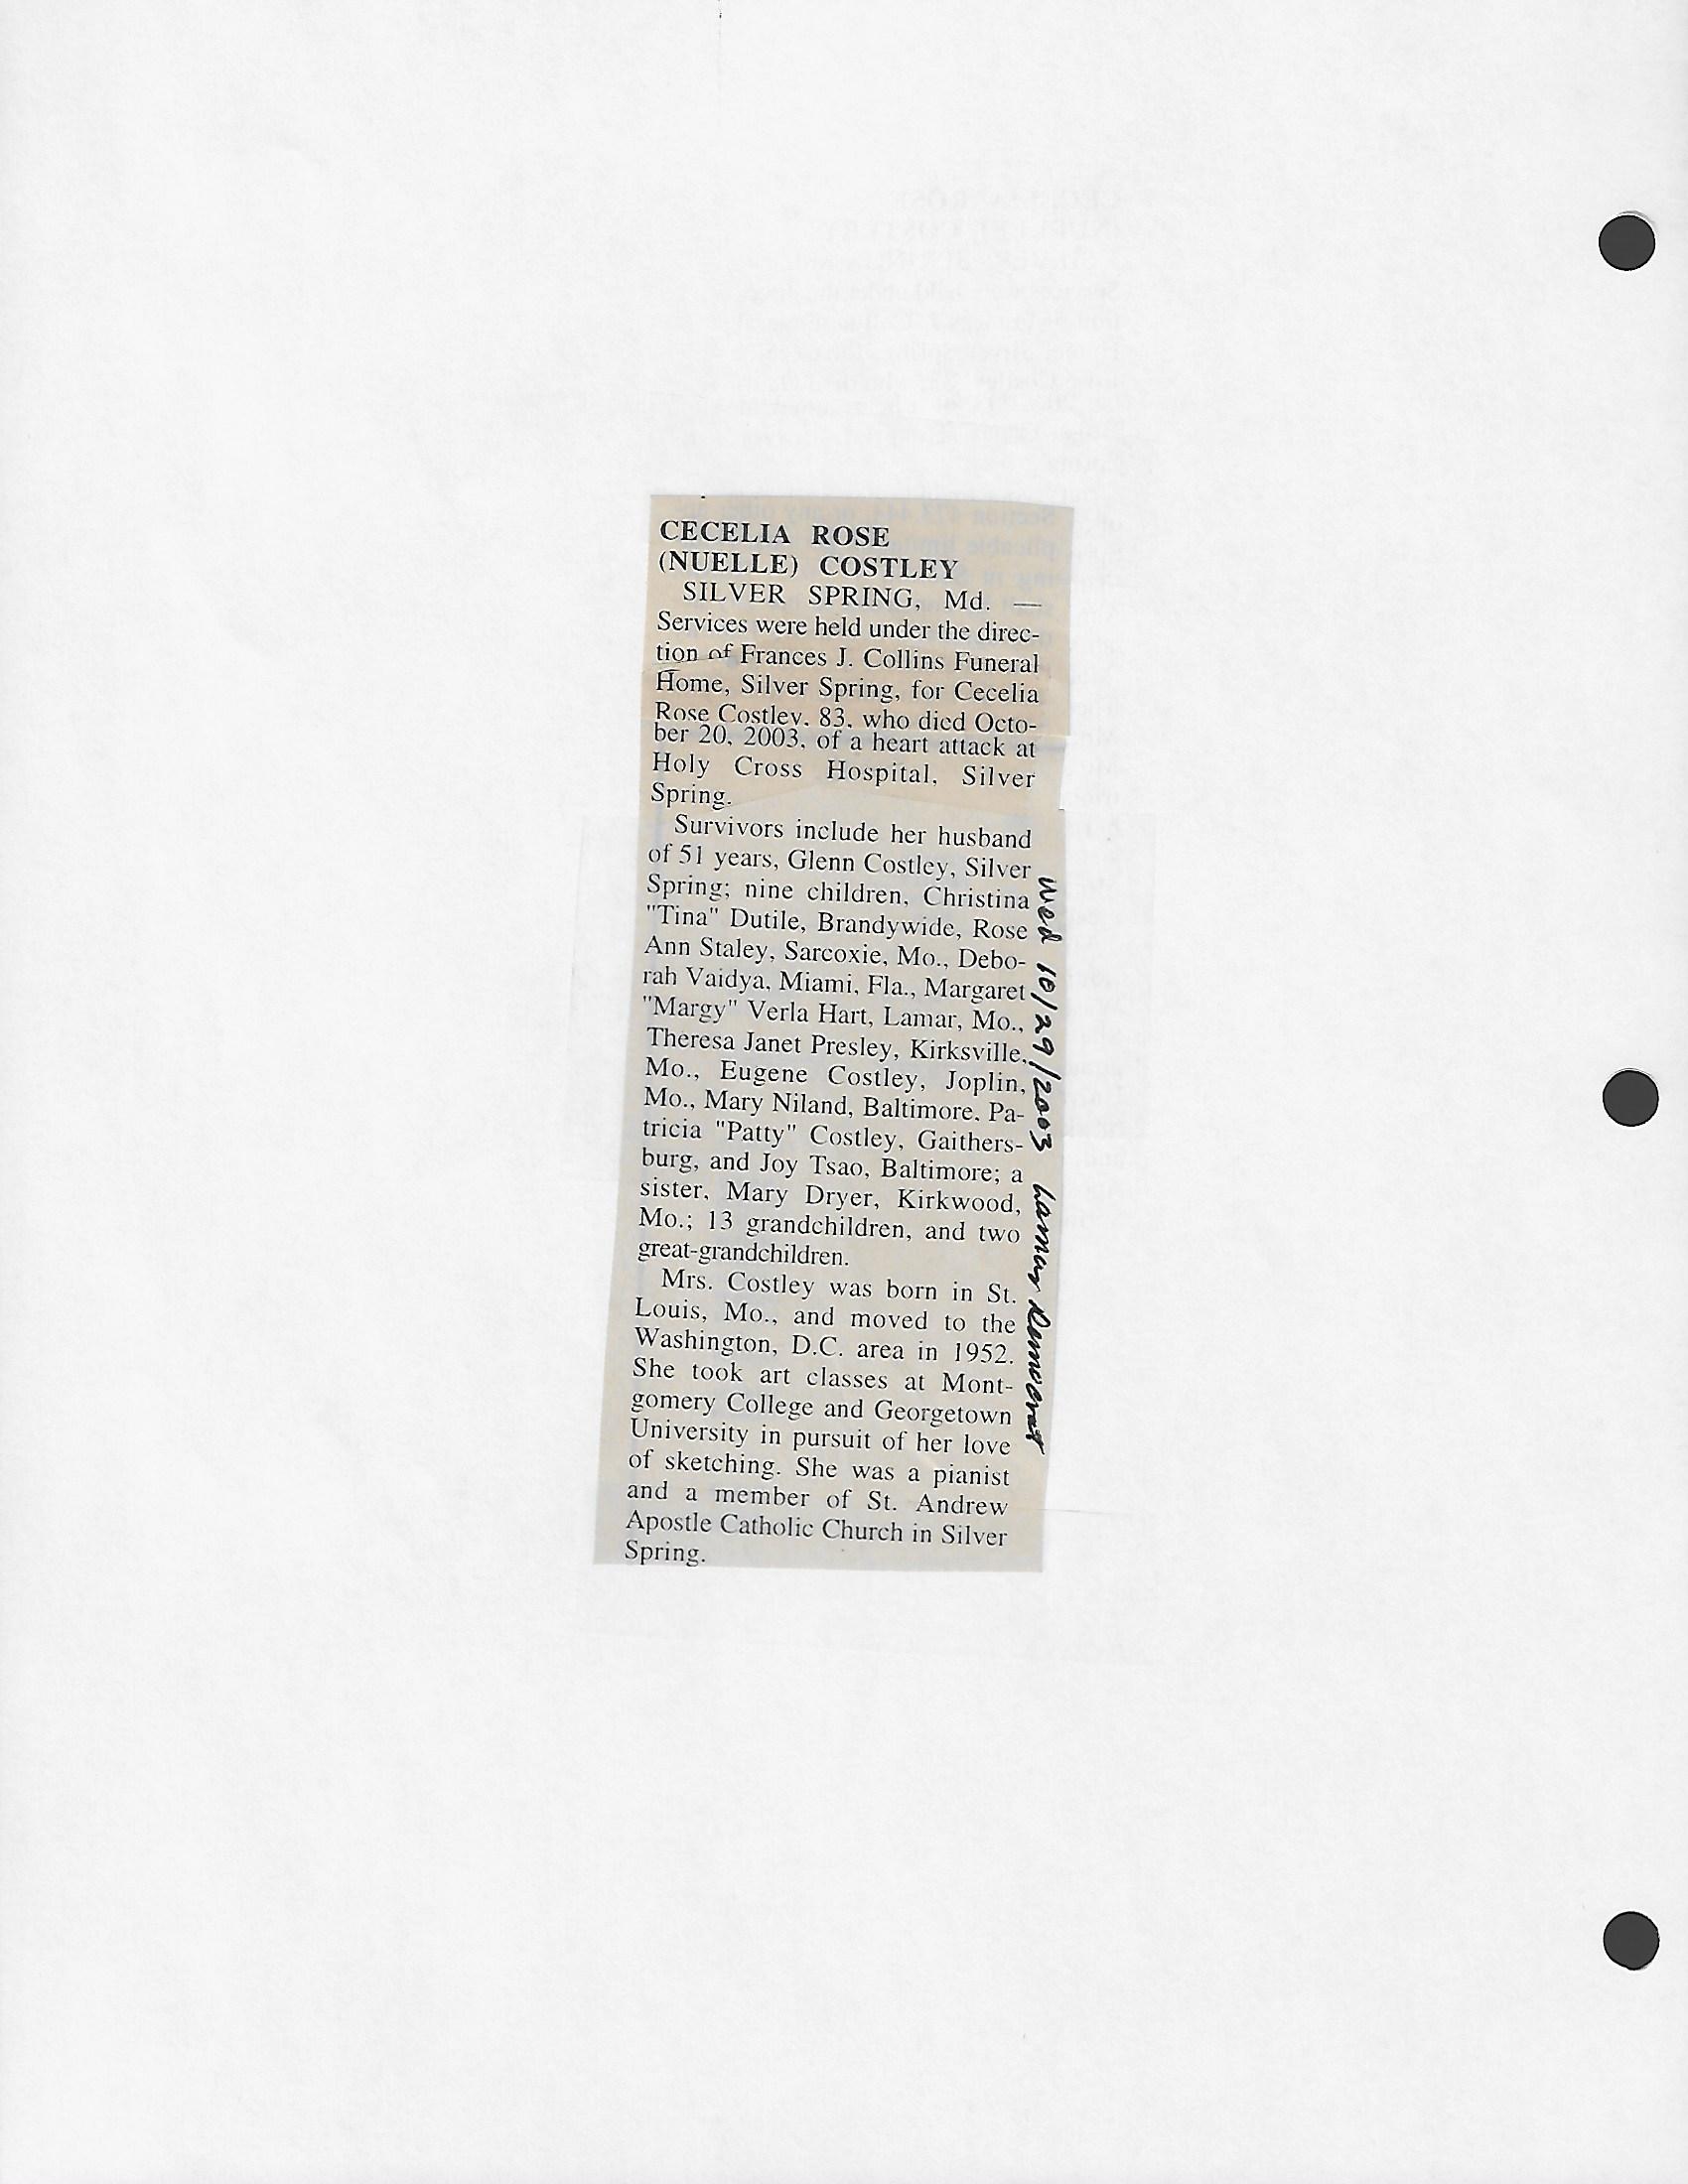 CECELIA ROSE
(NUELLE) COSTLEY
SILVER SPRING, Md. —
Services were held under the direc-
tion of Frances J. Collins Funeral
Home, Silver Spring, for Cecelia
Rose Costley, 83, who died Octo-
ber 20, 2003, of a heart attack at
Holy Cross Hospital, Silver
Spring.
Survivors include her husband
of 51 years, Glenn Costley, Silver
Spring; nine children, Christina
"Tina" Dutile, Brandywide, Rose
Ann Staley, Sarcoxie, Mo., Debo-
rah Vaidya, Miami, Fla., Margaret
"Margy" Verla Hart, Lamar, Mo.,
Theresa Janet Presley, Kirksville,
Mo., Eugene Costley, Joplin,
Mo., Mary Niland, Baltimore, Pa-
tricia "Patty" Costley, Gaithers-
burg, and Joy Tsao, Baltimore; a
sister, Mary Dryer, Kirkwood,
Mo.; 13 grandchildren, and two
great-grandchildren.
Mrs. Costley was born in St.
Louis, Mo., and moved to the
Washington, D.C. area in 1952.
She took art classes at Mont-
gomery College and Georgetown
University in pursuit of her love
of sketching. She was a pianist
and a member of St. Andrew
Apostle Catholic Church in Silver
Spring.
Wed 10/29/2003 Lamar Democrat